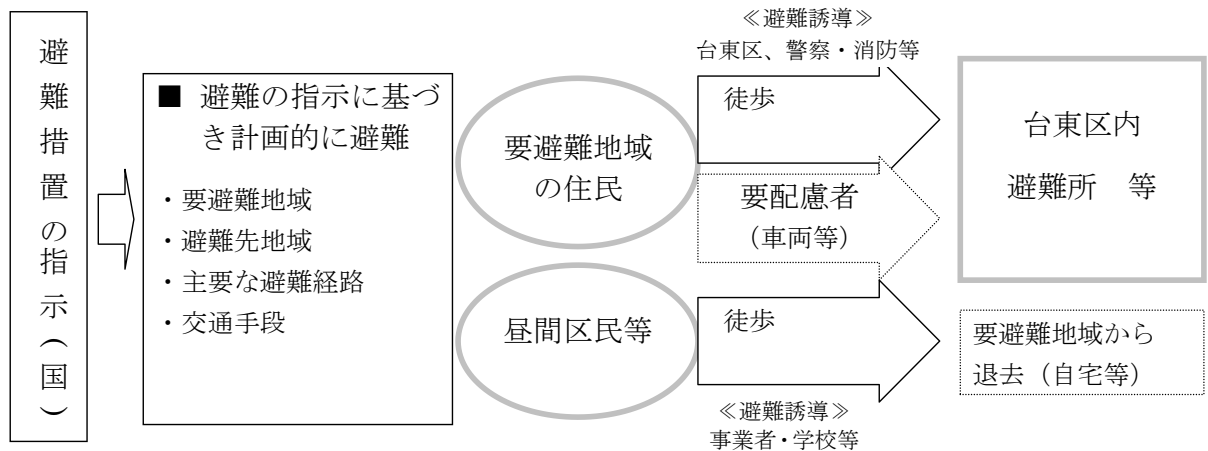 避難措置の指示（国）
■ 避難の指示に基づ
き計画的に避難
・要避難地域
・避難先地域
・主要な避難経路
・交通手段
要避難地域
の住民
昼間区民等
≪避難誘導≫
台東区、警察・消防等
徒歩
要配慮者
（車両等）
徒歩
≪避難誘導≫
事業者・学校等
台東区内
避難所　等
要避難地域から
退去（自宅等）